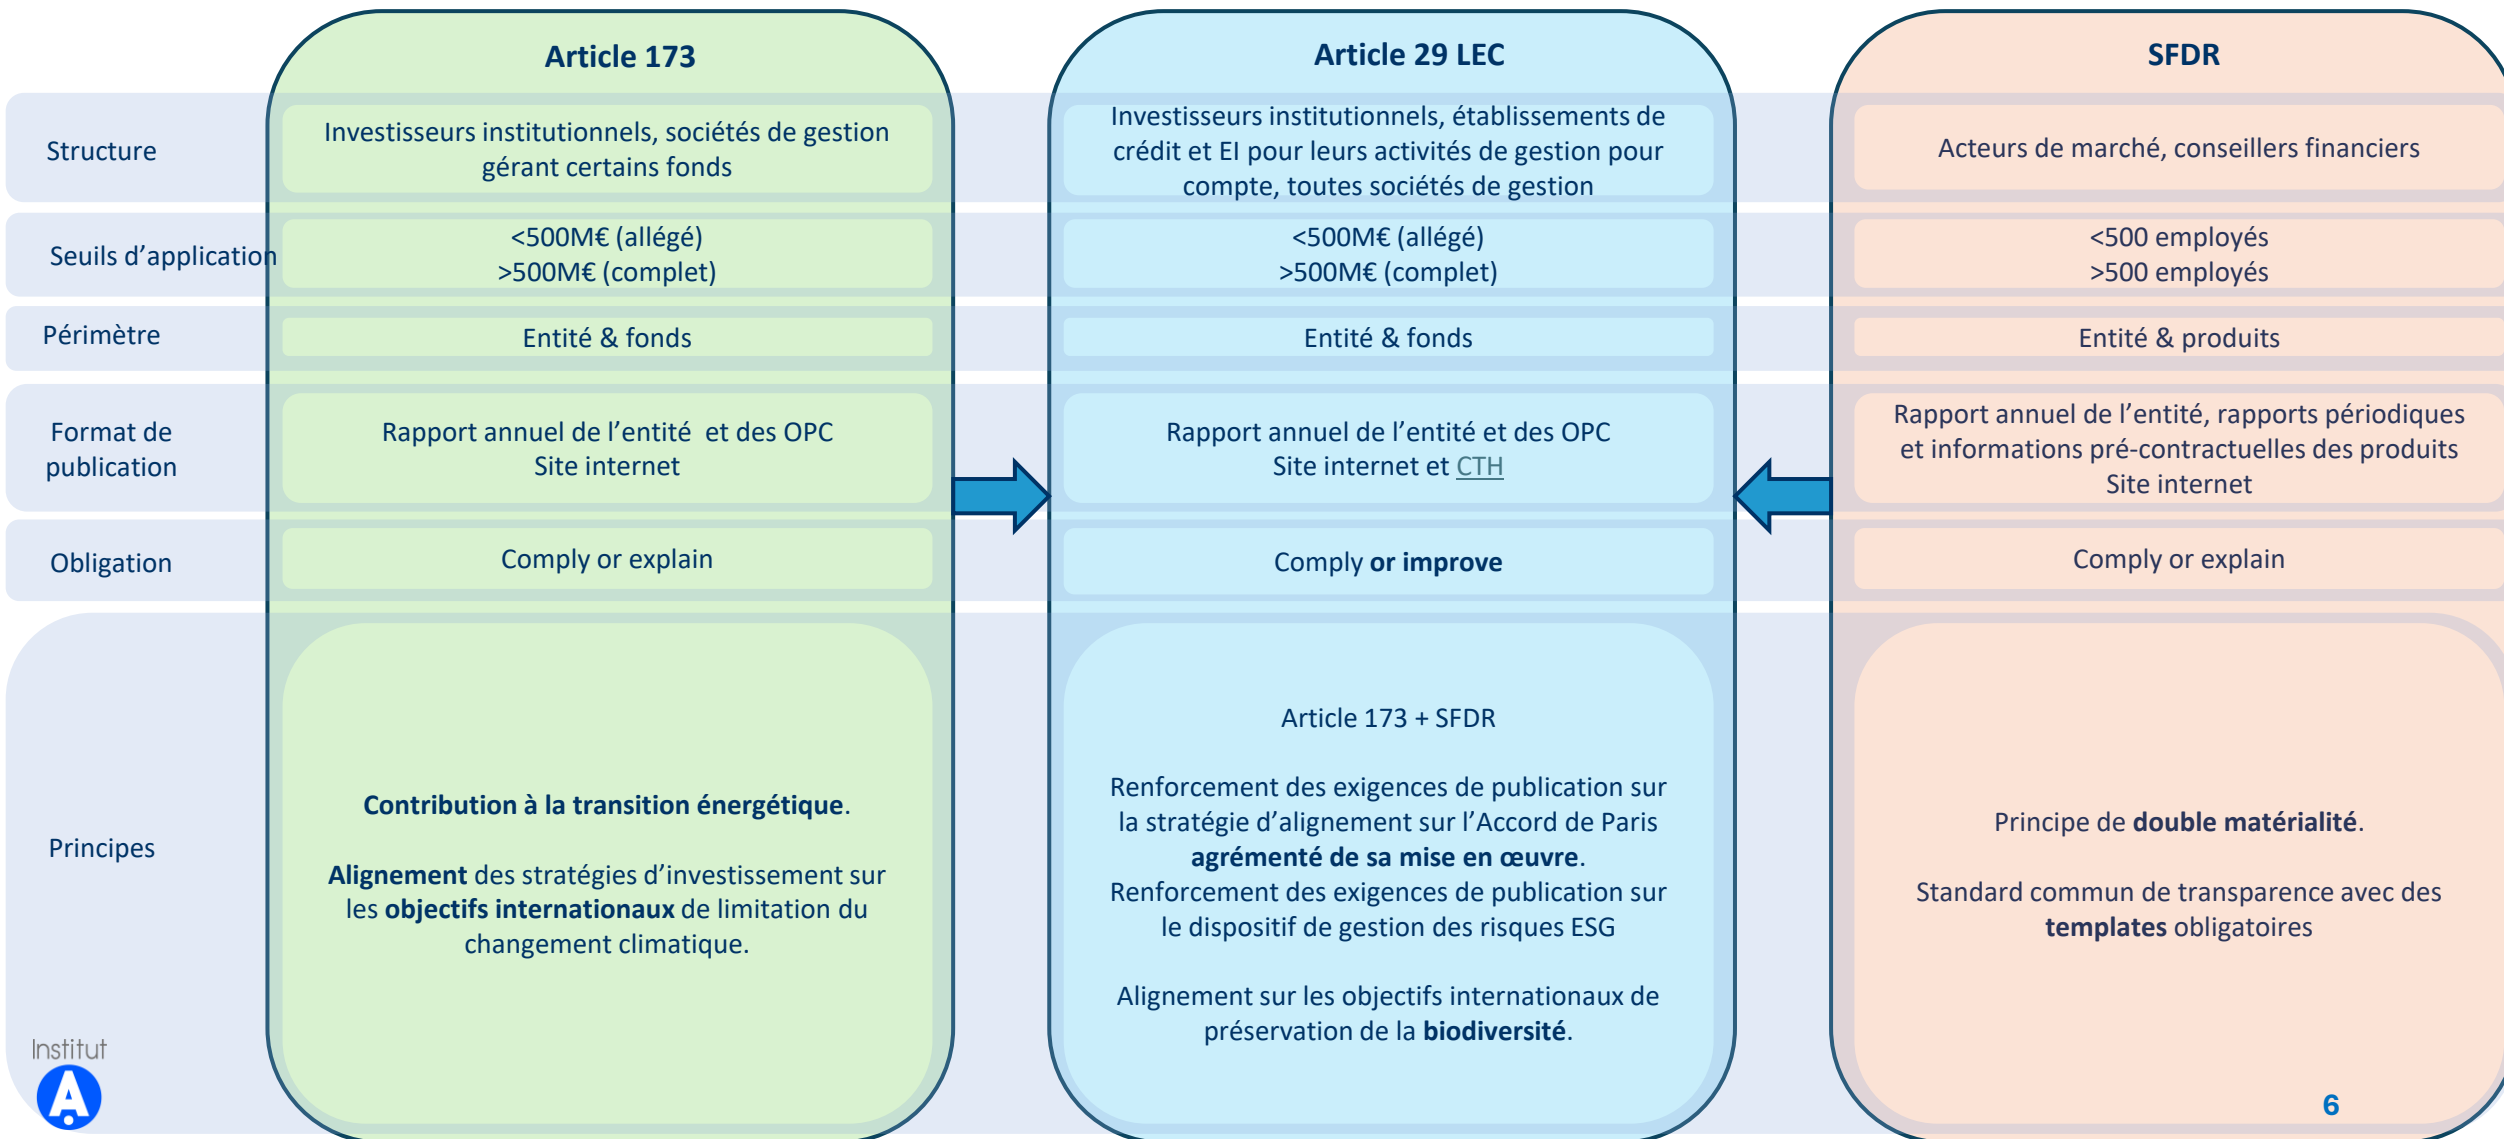 Article 173
Article 29 LEC
SFDR
Structure
Investisseurs institutionnels, sociétés de gestion
gérant certains fonds
Investisseurs institutionnels, établissements de
crédit et EI pour leurs activités de gestion pour
compte, toutes sociétés de gestion
Acteurs de marché, conseillers financiers
Seuils d’application
<500M€ (allégé)
>500M€ (complet)
<500M€ (allégé)
>500M€ (complet)
<500 employés
>500 employés
Périmètre
Entité & fonds
Entité & fonds
Entité & produits
Format de
publication
Rapport annuel de l’entité et des OPC
Site internet
Rapport annuel de l’entité et des OPC
Site internet et CTH
Rapport annuel de l’entité, rapports périodiques
et informations pré-contractuelles des produits
Site internet
Obligation
Comply or explain
Comply or improve
Comply or explain
Principes
Contribution à la transition énergétique.
Alignement des stratégies d’investissement sur
les objectifs internationaux de limitation du
changement climatique.
Article 173 + SFDR
Renforcement des exigences de publication sur
la stratégie d’alignement sur l’Accord de Paris
agrémenté de sa mise en œuvre.
Renforcement des exigences de publication sur
le dispositif de gestion des risques ESG
Alignement sur les objectifs internationaux de
préservation de la biodiversité.
Principe de double matérialité.
Standard commun de transparence avec des
templates obligatoires
Institut
A
6